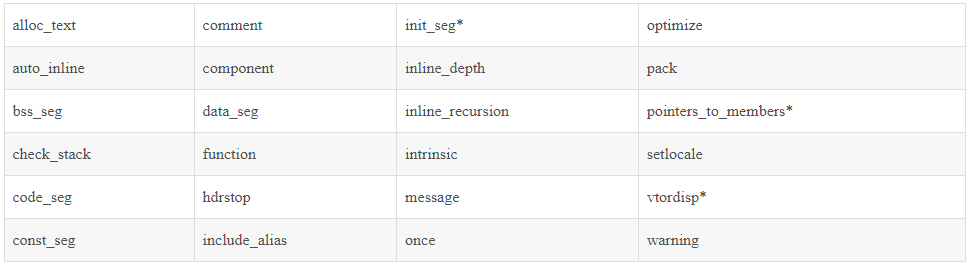 alloc_text comment init_seg* optimize
auto_inline component inline_depth pack
bss_seg data_seg inline_recursion pointers_to_members*
check_stack function intrinsic setlocale
code_seg hdrstop message vtordisp*
const_seg include_alias once warning